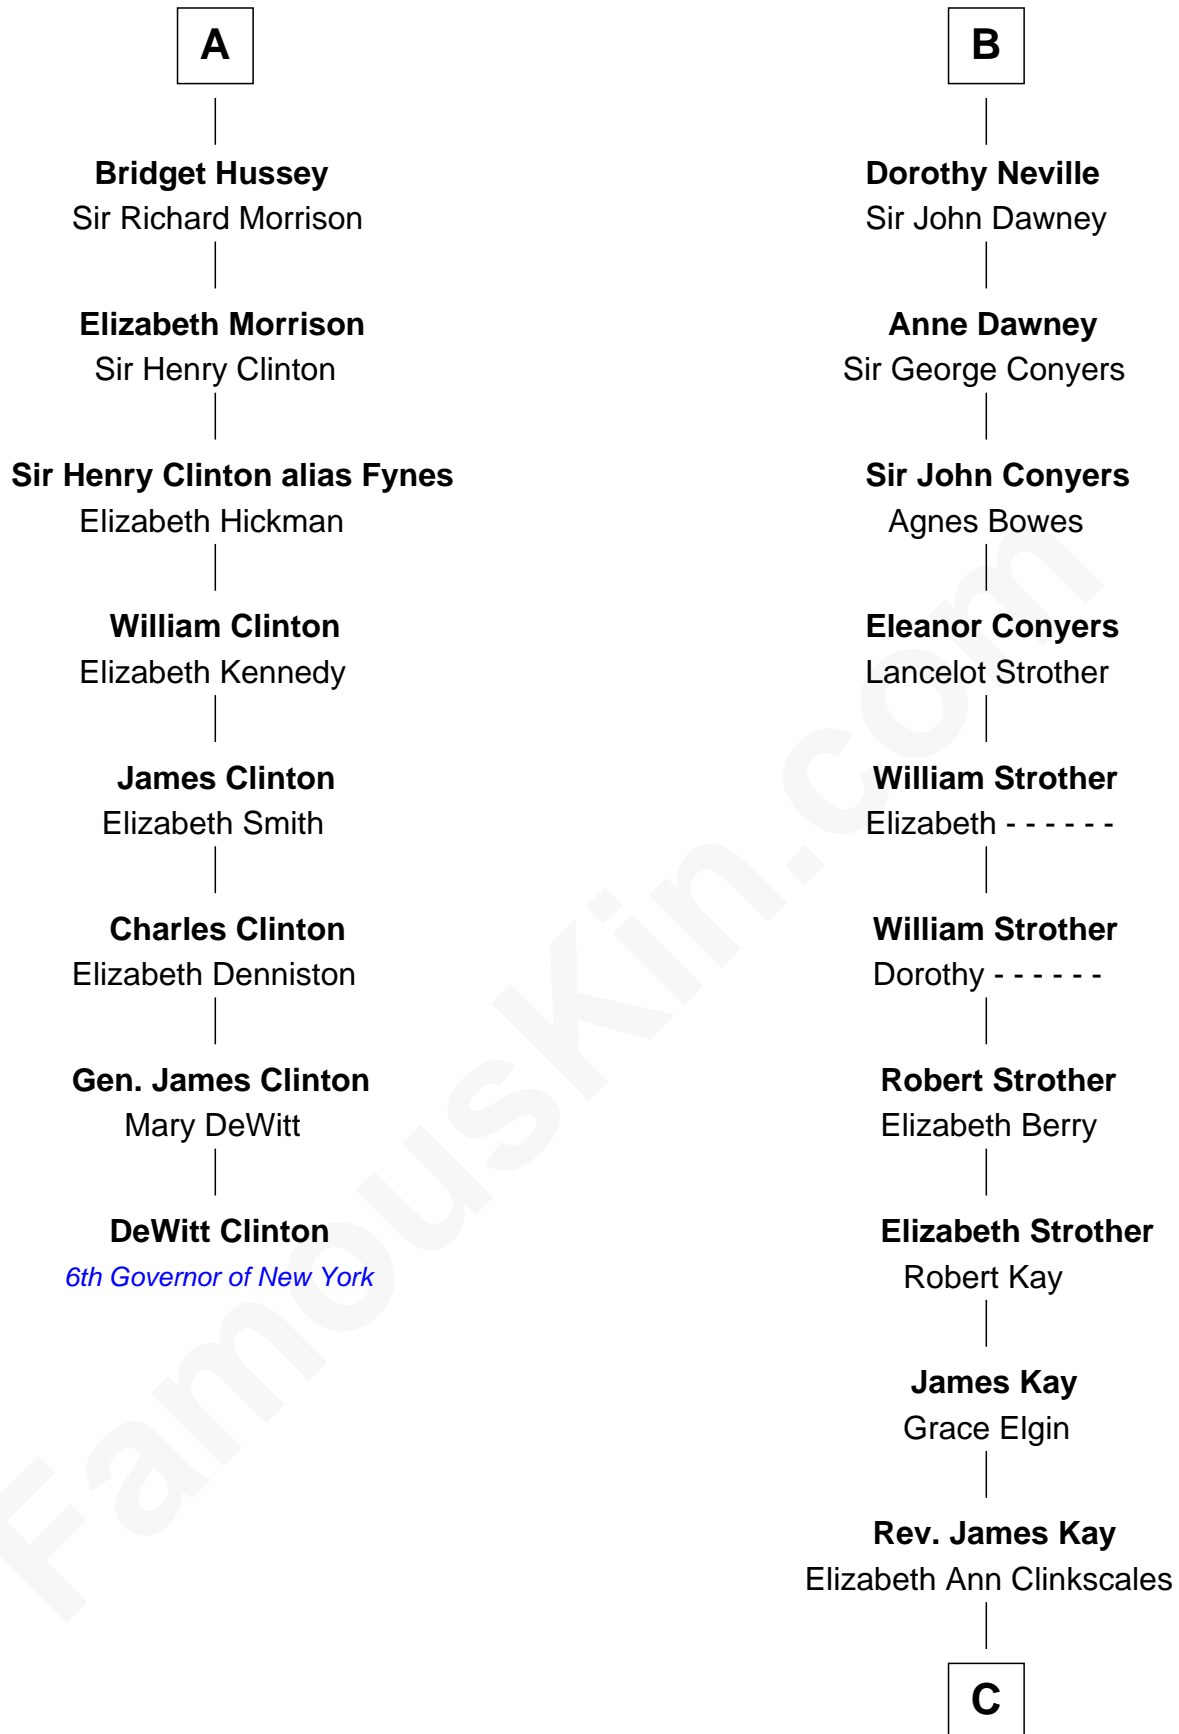 A
Bridget Hussey
Sir Richard Morrison
Elizabeth Morrison
Sir Henry Clinton
Sir Henry Clinton alias Fynes
Elizabeth Hickman
William Clinton
Elizabeth Kennedy
James Clinton
Elizabeth Smith
Charles Clinton
Elizabeth Denniston
Gen. James Clinton
Mary DeWitt
DeWitt Clinton
6th Governor of New York
B
Dorothy Neville
Sir John Dawney
Anne Dawney
Sir George Conyers
Sir John Conyers
Agnes Bowes
Eleanor Conyers
Lancelot Strother
William Strother
Elizabeth - - - - - -
William Strother
Dorothy - - - - - -
Robert Strother
Elizabeth Berry
Elizabeth Strother
Robert Kay
James Kay
Grace Elgin
Rev. James Kay
Elizabeth Ann Clinkscales
C
FamousKin.com